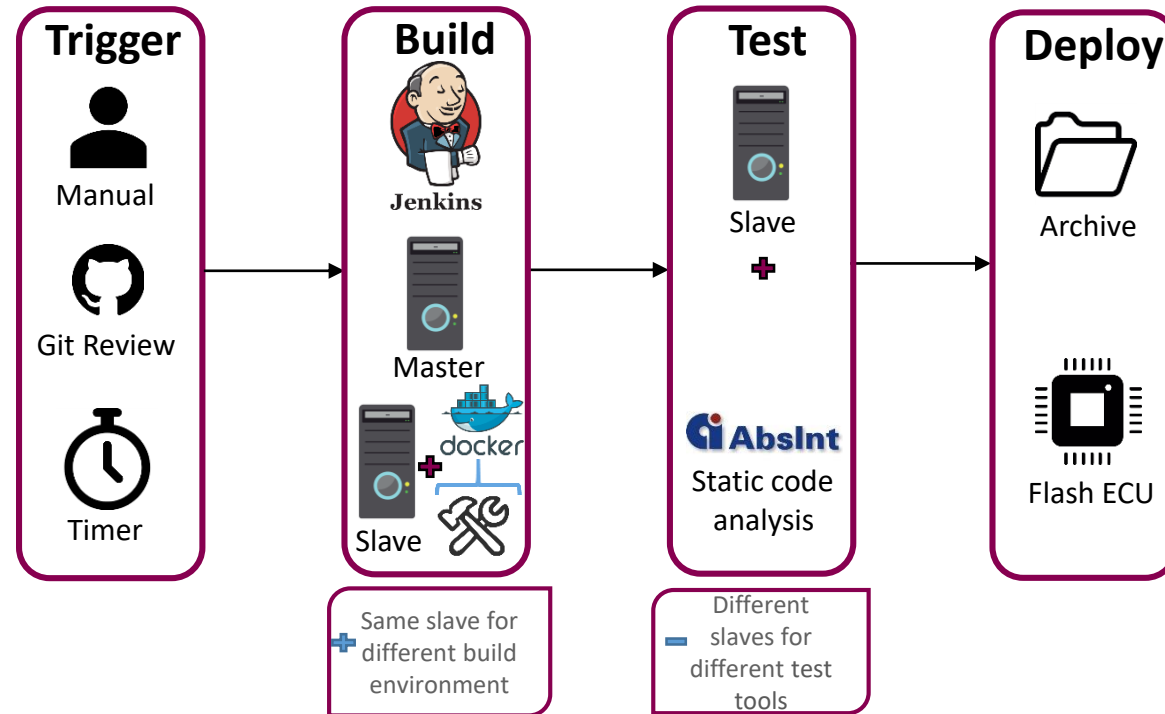 Trigger
Manual
Git Review
Timer
Build
Jenkins
Master
docker
Slave
Same slave for
different build
environment
Test
Slave
AbsInt
Static code
analysis
Different
slaves for
different test
tools
Deploy
Archive
Flash ECU